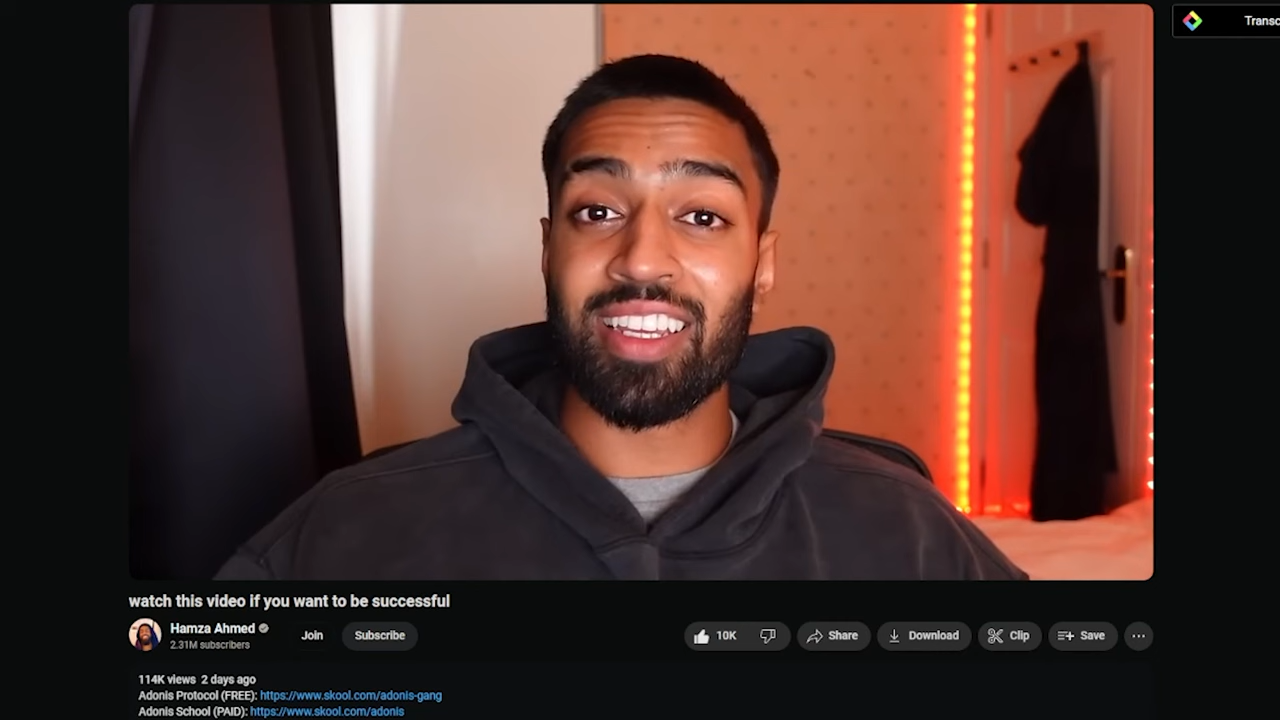 Transc
watch this video if you want to be successful
Hamza Ahmed
2.31M subscribers
Join
Subscribe
10K
Share
Download
Clip
Save
114K views 2 days ago
Adonis Protocol (FREE): https://www.skool.com/adonis-gang
Adonis School (PAID): https://www.skool.com/adonis